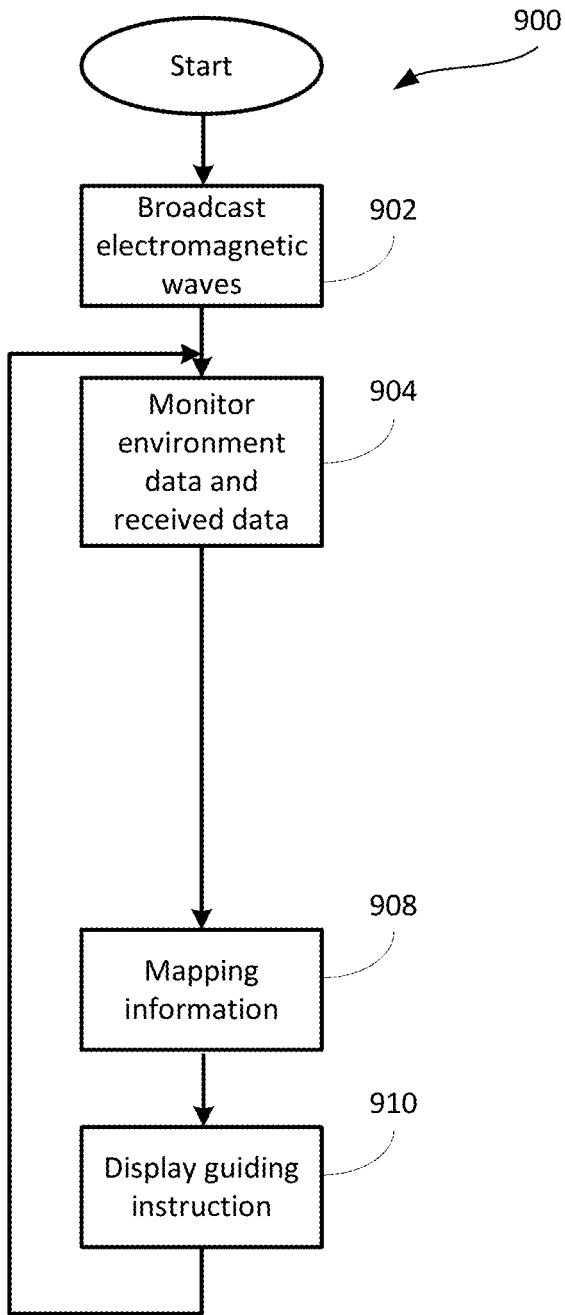 900
Start
Broadcast
electromagnetic
waves
902
Monitor
environment
data and
received data
904
Mapping
information
908
Display guiding
instruction
910